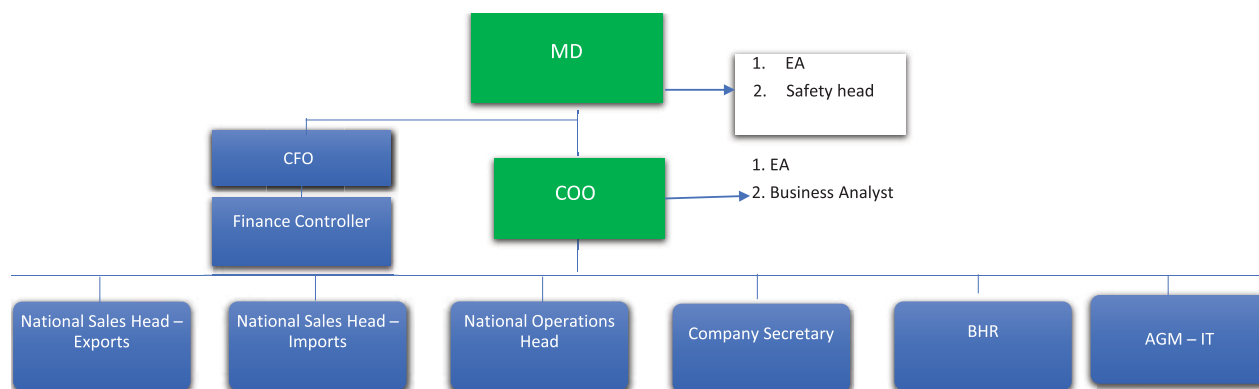 MD
1. EA
2. Safety head
CFO
Finance Controller
COO
1. EA
2. Business Analyst
National Sales Head –
Exports
National Sales Head –
Imports
National Operations
Head
Company Secretary
BHR
AGM – IT